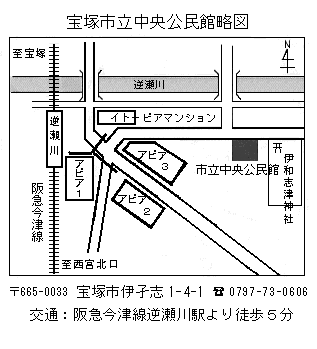 宝塚市立中央公民館略図
至宝塚
N
4
逆瀬川
逆瀬川
イトーピアマンション
アピア1
アピア3
アピア2
市立中央公民館
伊和志津神社
阪急今津線
至西宮北口
〒665-0033 宝塚市伊孑志1-4-1 ☎ 0797-73-0606
交通：阪急今津線逆瀬川駅より徒歩５分